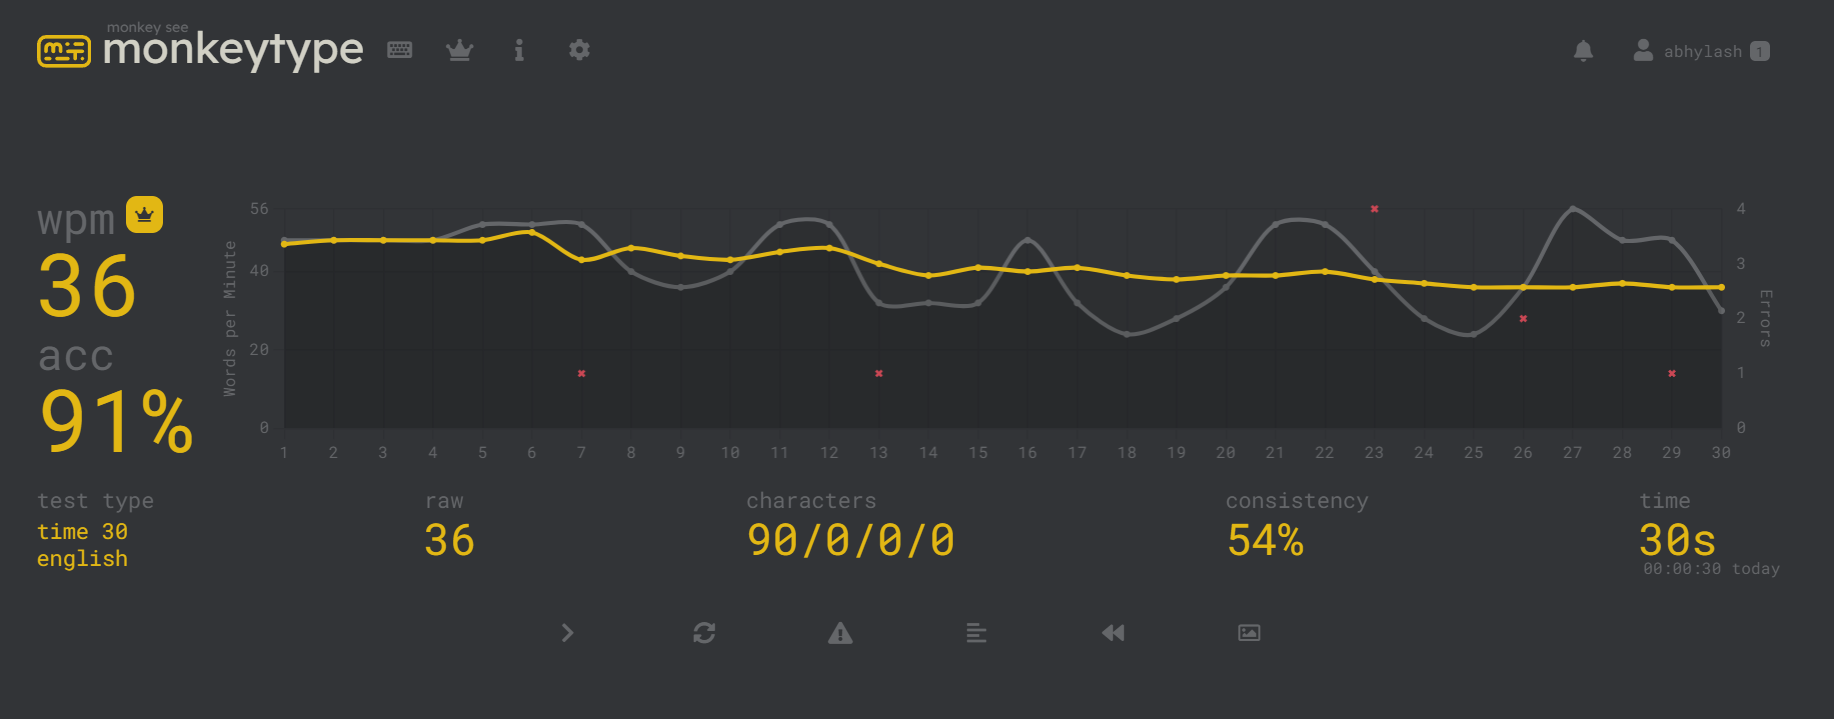 monkey see
monkeytype
abhylash 1
wpm
36
acc
91%
Words per Minute
56
40
20
0
1 2 3 4 5 6 7 8 9 10 11 12 13 14 15 16 17 18 19 20 21 22 23 24 25 26 27 28 29 30
4
3
2
1
0
Errors
test type
time 30
english
raw
36
characters
90/0/0/0
consistency
54%
time
30s
00:00:30 today